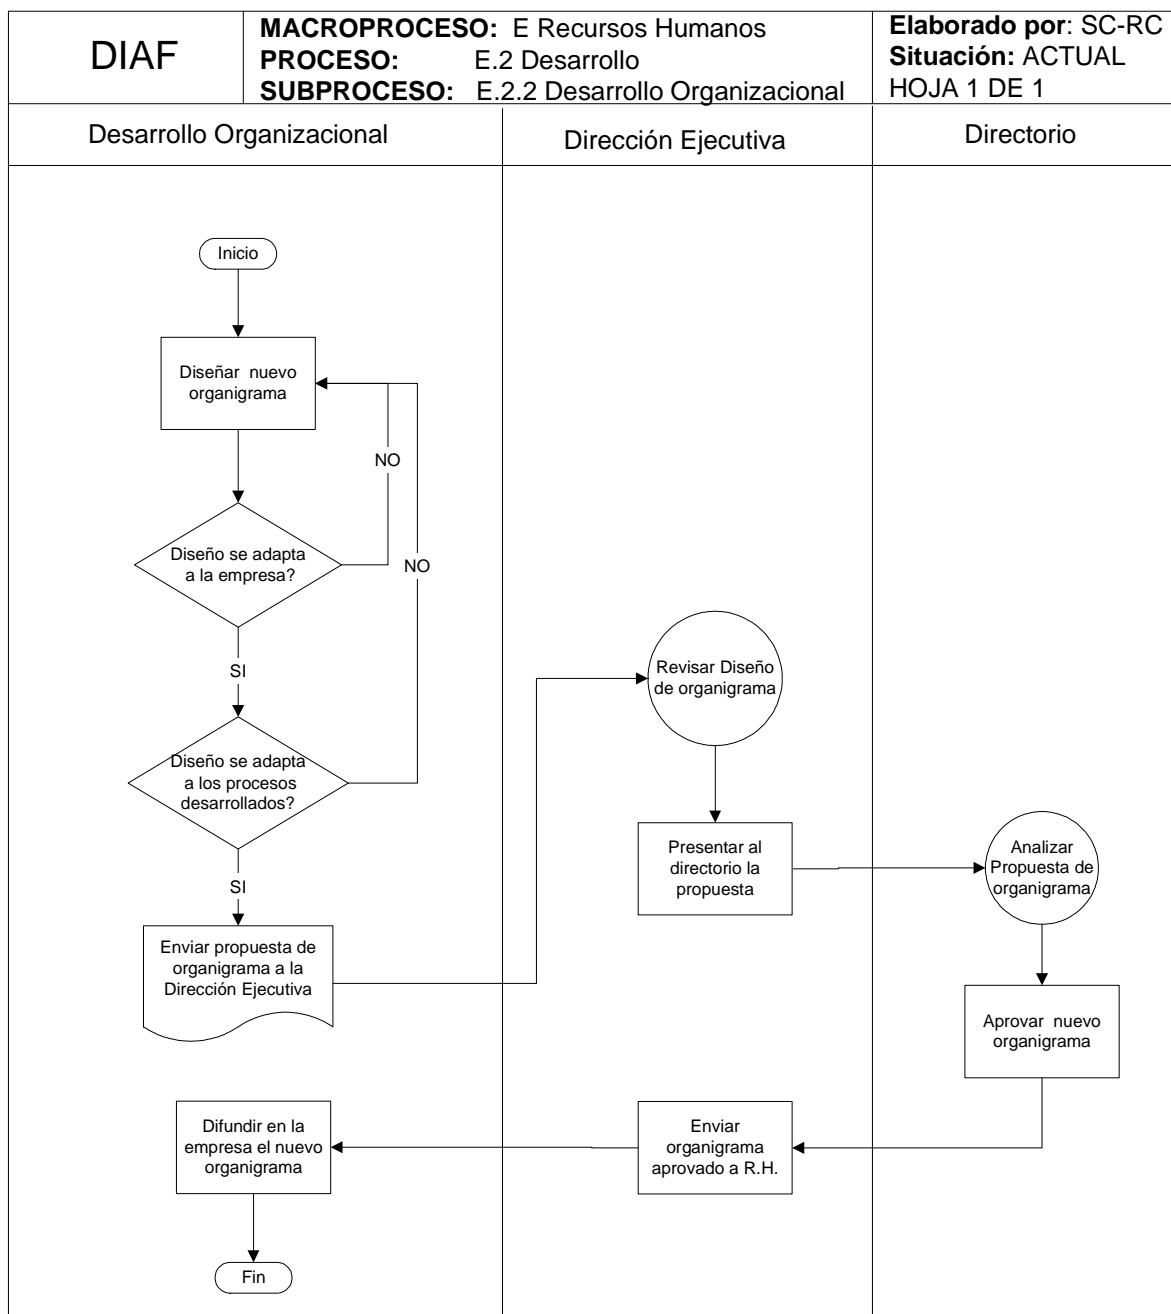 DIAF
MACROPROCESO: E Recursos Humanos
PROCESO: E.2 Desarrollo
SUBPROCESO: E.2.2 Desarrollo Organizacional
Elaborado por: SC-RC
Situación: ACTUAL
HOJA 1 DE 1
Desarrollo Organizacional
Dirección Ejecutiva
Directorio
Inicio
Diseñar nuevo
organigrama
NO
Diseño se adapta
a la empresa?
NO
SI
Diseño se adapta
a los procesos
desarrollados?
SI
Enviar propuesta de
organigrama a la
Dirección Ejecutiva
Revisar Diseño
de organigrama
Presentar al
directorio la
propuesta
Analizar
Propuesta de
organigrama
Aprovar nuevo
organigrama
Enviar
organigrama
aprovado a R.H.
Difundir en la
empresa el nuevo
organigrama
Fin